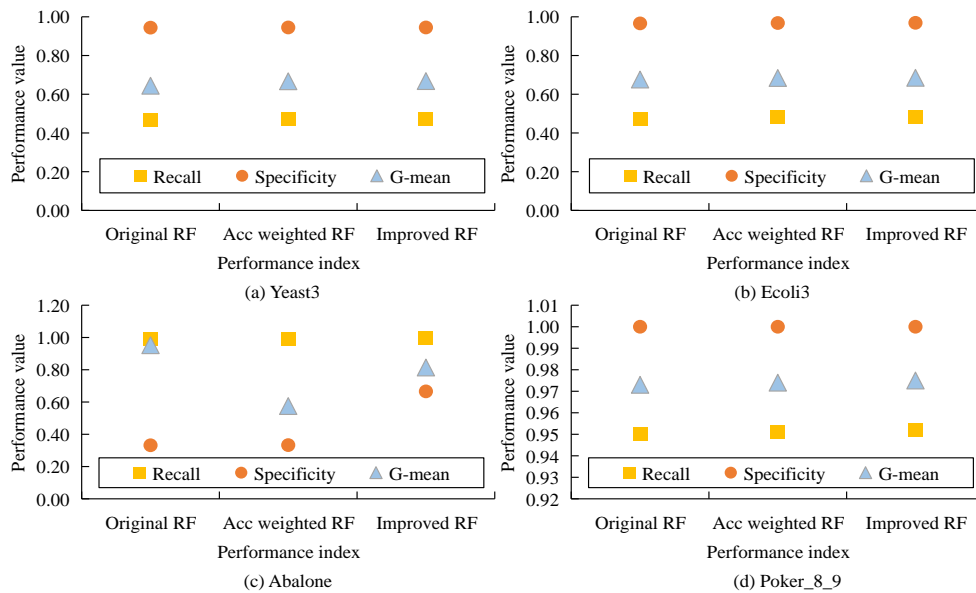 Performance value
1.00
0.80
0.60
0.40
0.20
0.00
Recall Specificity G-mean
Original RF Acc weighted RF Improved RF
Performance index
(a) Yeast3
Performance value
1.00
0.80
0.60
0.40
0.20
0.00
Recall Specificity G-mean
Original RF Acc weighted RF Improved RF
Performance index
(b) Ecoli3
Performance value
1.20
1.00
0.80
0.60
0.40
0.20
0.00
Recall Specificity G-mean
Original RF Acc weighted RF Improved RF
Performance index
(c) Abalone
Performance value
1.01
1.00
0.99
0.98
0.97
0.96
0.95
0.94
0.93
0.92
Recall Specificity G-mean
Original RF Acc weighted RF Improved RF
Performance index
(d) Poker_8_9